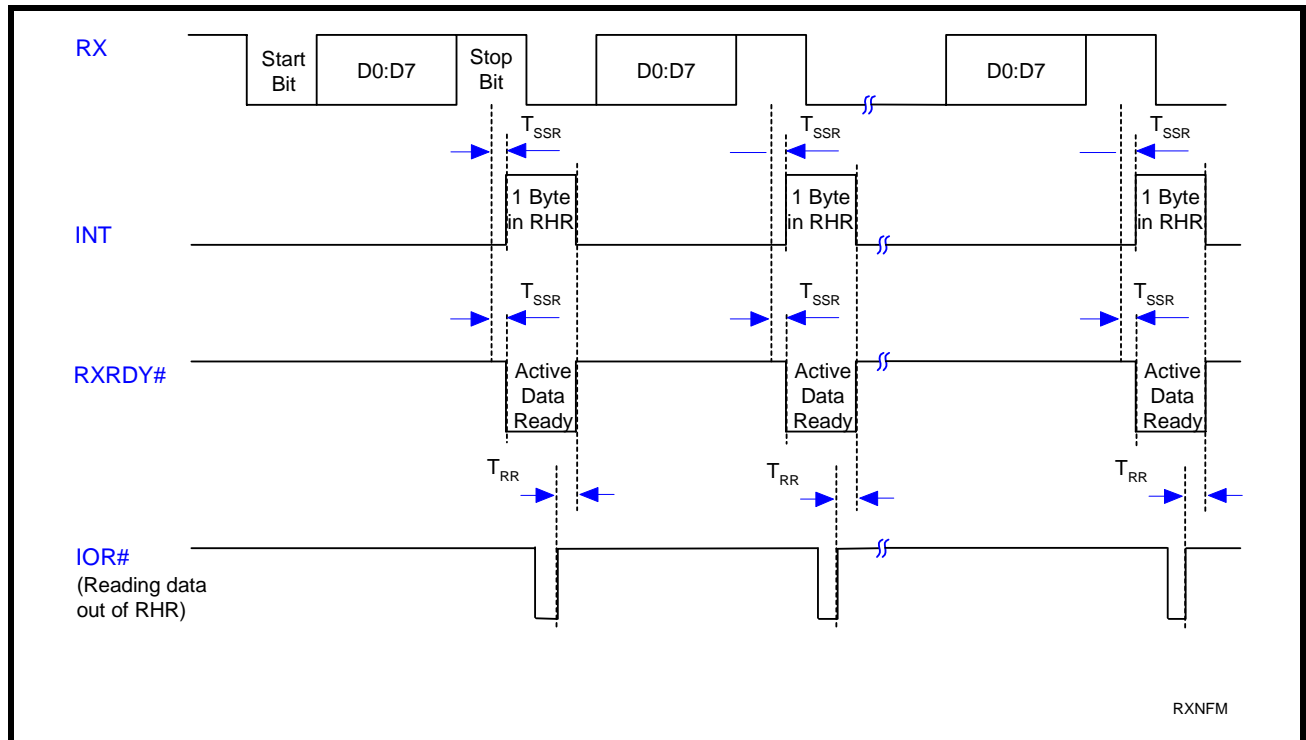 RX
Start
Bit
D0:D7
Stop
Bit
D0:D7
D0:D7
TSSR
TSSR
TSSR
INT
1 Byte
in RHR
1 Byte
in RHR
1 Byte
in RHR
TSSR
TSSR
TSSR
RXRDY#
Active
Data
Ready
Active
Data
Ready
Active
Data
Ready
TRR
TRR
TRR
IOR#
(Reading data
out of RHR)
RXNFM